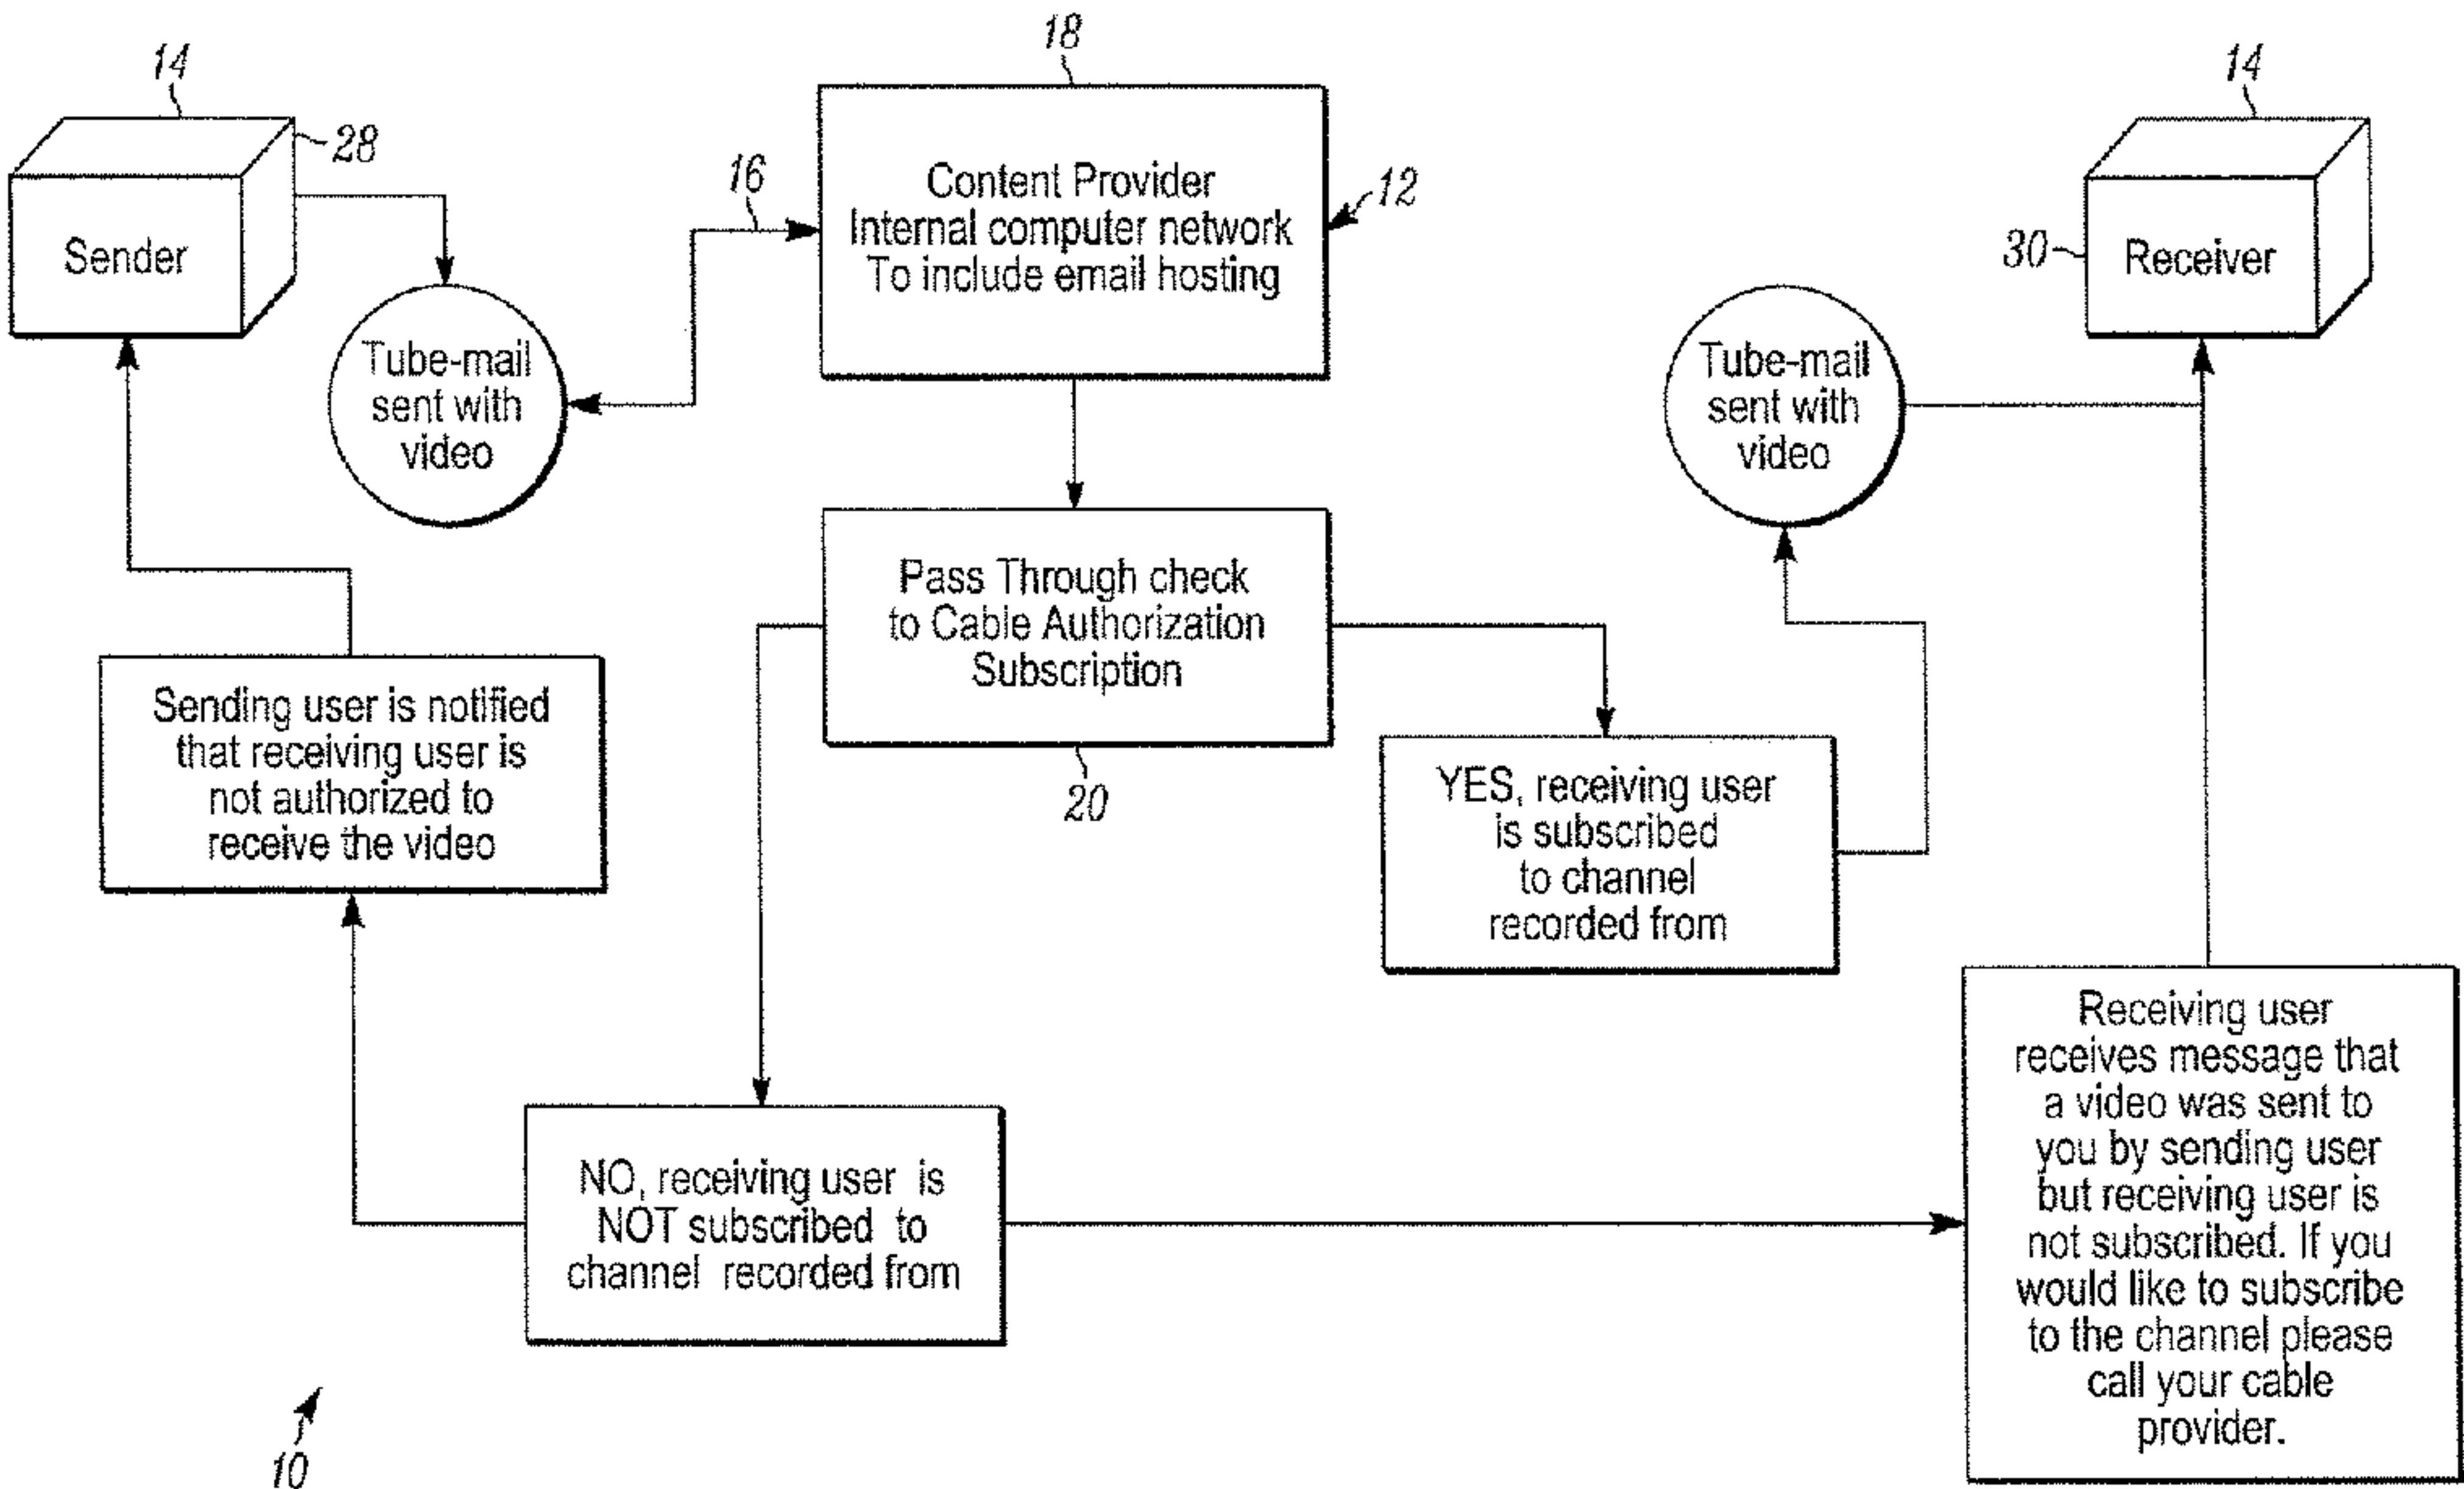 14
28
Sender
Tube-mail
sent with
video
16
18
Content Provider
Internal computer network
To include email hosting
12
14
30
Receiver
Tube-mail
sent with
video
Pass Through check
to Cable Authorization
Subscription
20
Sending user is notified
that receiving user is
not authorized to
receive the video
YES, receiving user
is subscribed
to channel
recorded from
NO, receiving user is
NOT subscribed to
channel recorded from
Receiving user
receives message that
a video was sent to
you by sending user
but receiving user is
not subscribed. If you
would like to subscribe
to the channel please
call your cable
provider.
10